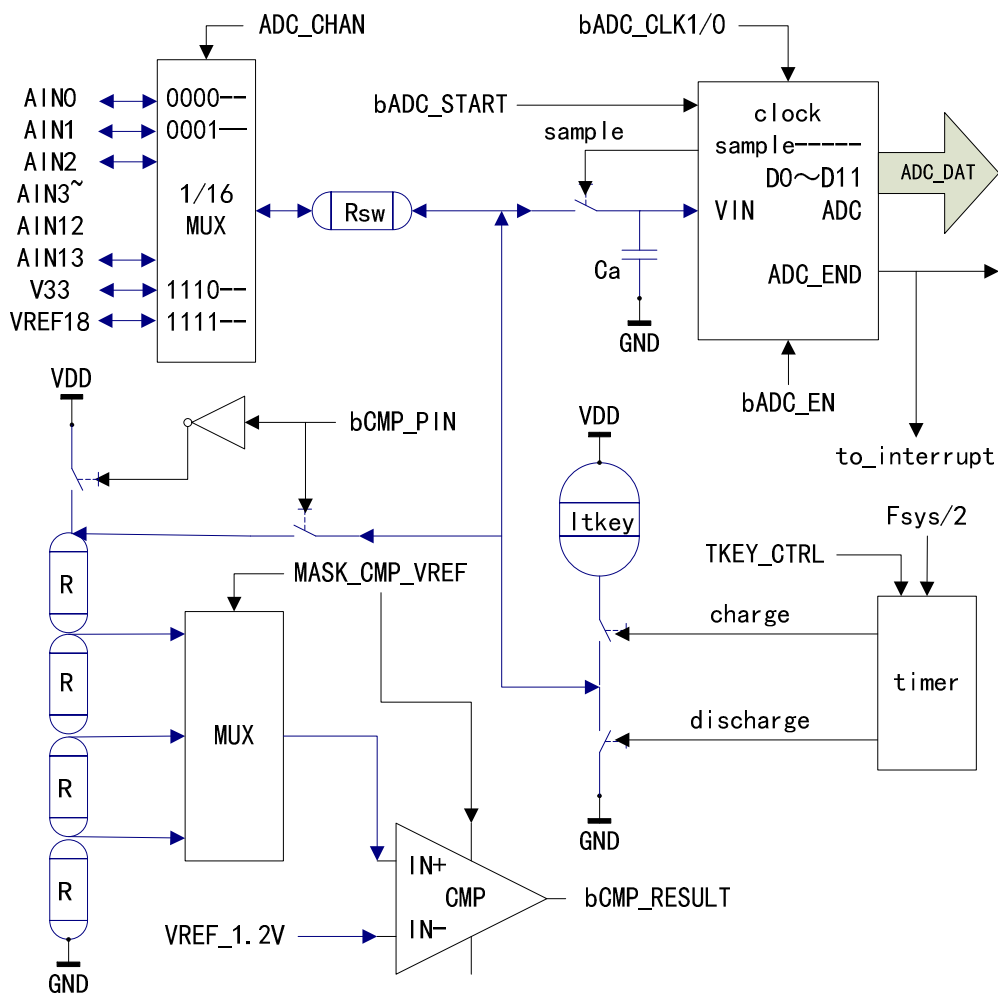 ADC_CHAN
bADC_CLK1/0
AIN0
0000--
AIN1
0001—
AIN2
AIN3~
AIN12
AIN13
V33
1110--
VREF18
1111--
1/16
MUX
Rsw
bADC_START
sample
clock
sample-----
D0～D11
VIN
ADC
ADC_END
ADC_DAT
Ca
GND
bADC_EN
to_interrupt
VDD
bCMP_PIN
VDD
Itkey
Fsys/2
TKEY_CTRL
MASK_CMP_VREF
R
R
R
R
MUX
charge
timer
discharge
GND
IN+
CMP
IN-
bCMP_RESULT
VREF_1.2V
GND